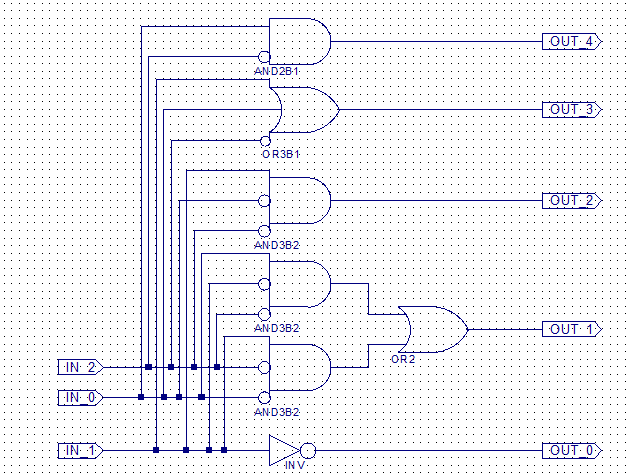 OUT_4
AND2B1
OUT_3
OR3B1
OUT_2
AND3B2
AND3B2
OUT_1
OR2
IN_2
IN_0
AND3B2
IN_1
OUT_0
INV